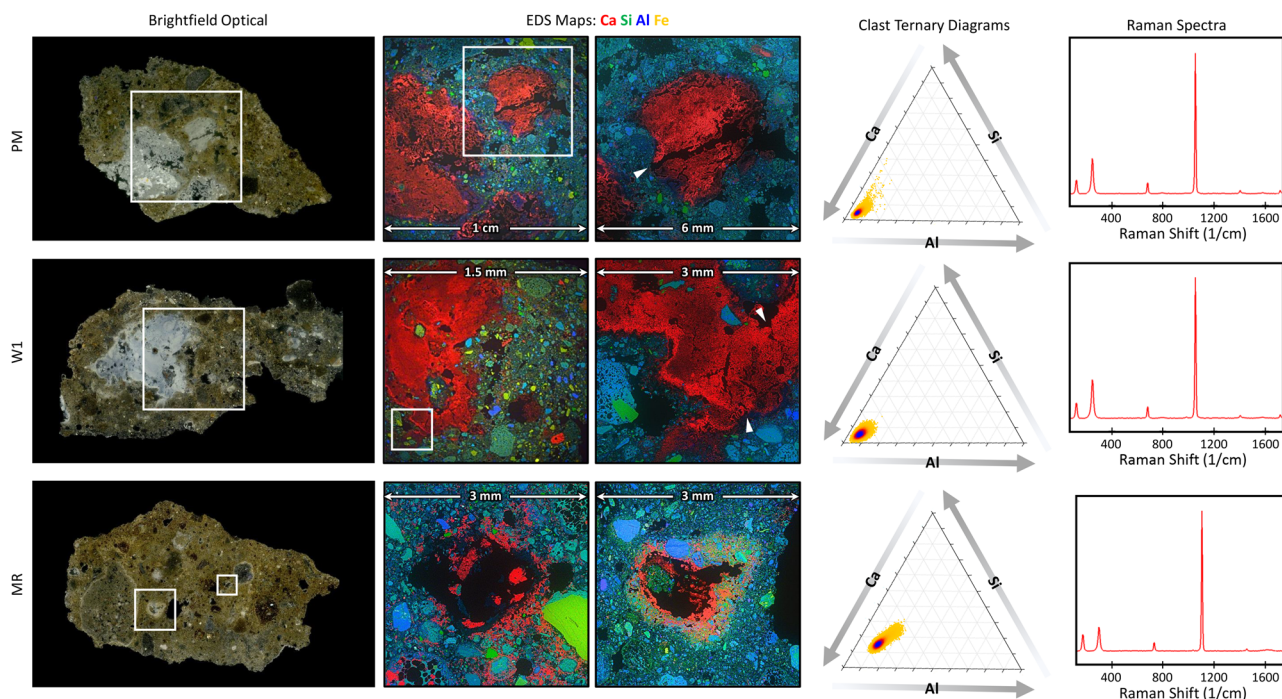 Brightfield Optical
EDS Maps: Ca Si Al Fe
Clast Ternary Diagrams
Raman Spectra
PM
1 cm
6 mm
Ca
Si
Al
400 800 1200 1600
Raman Shift (1/cm)
W1
1.5 mm
3 mm
Ca
Si
Al
400 800 1200 1600
Raman Shift (1/cm)
MR
3 mm
3 mm
Ca
Si
Al
400 800 1200 1600
Raman Shift (1/cm)